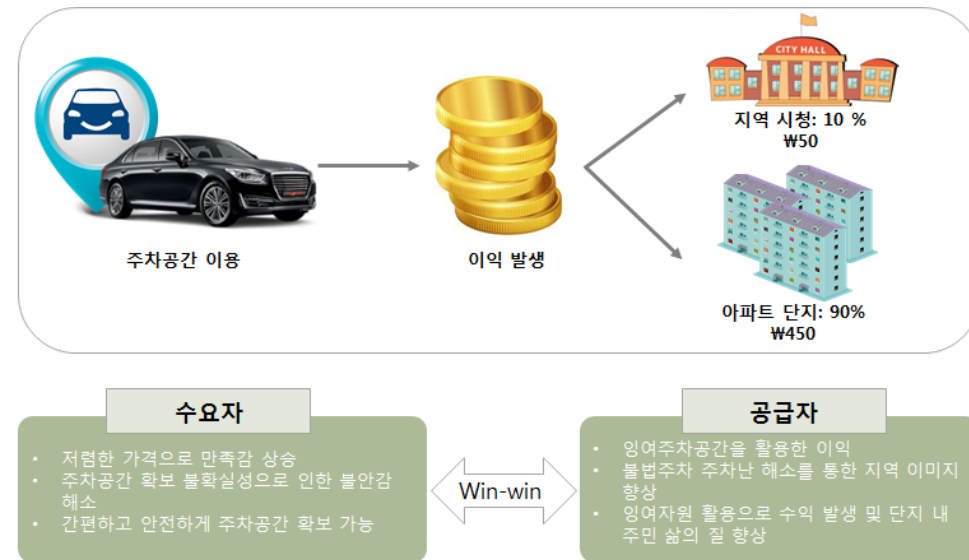 CITY HALL
지역 시청: 10 %
₩50
주차공간 이용
이익 발생
아파트 단지: 90%
₩450
수요자
• 저렴한 가격으로 만족감 상승
• 주차공간 확보 불확실성으로 인한 불안감
해소
• 간편하고 안전하게 주차공간 확보 가능
Win-win
공급자
• 잉여주차공간을 활용한 이익
• 불법주차 주차난 해소를 통한 지역 이미지
향상
• 잉여자원 활용으로 수익 발생 및 단지 내
주민 삶의 질 향상